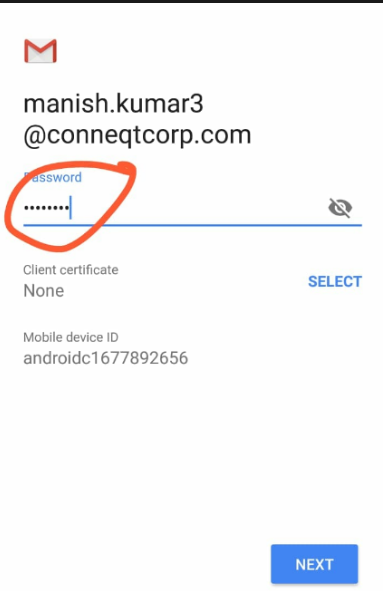 manish.kumar3
@conneqtcorp.com
Password
••••••••
Client certificate
None
SELECT
Mobile device ID
androidc1677892656
NEXT